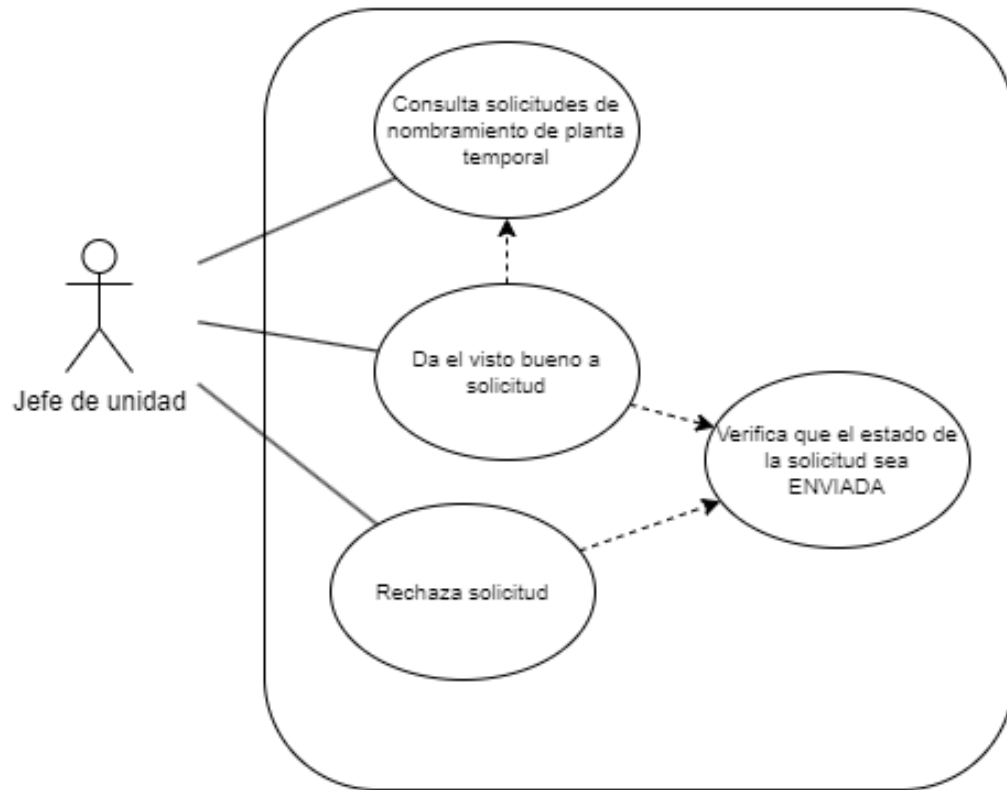 Consulta solicitudes de
nombramiento de planta
temporal
Jefe de unidad
Da el visto bueno a
solicitud
Verifica que el estado de
la solicitud sea
ENVIADA
Rechaza solicitud